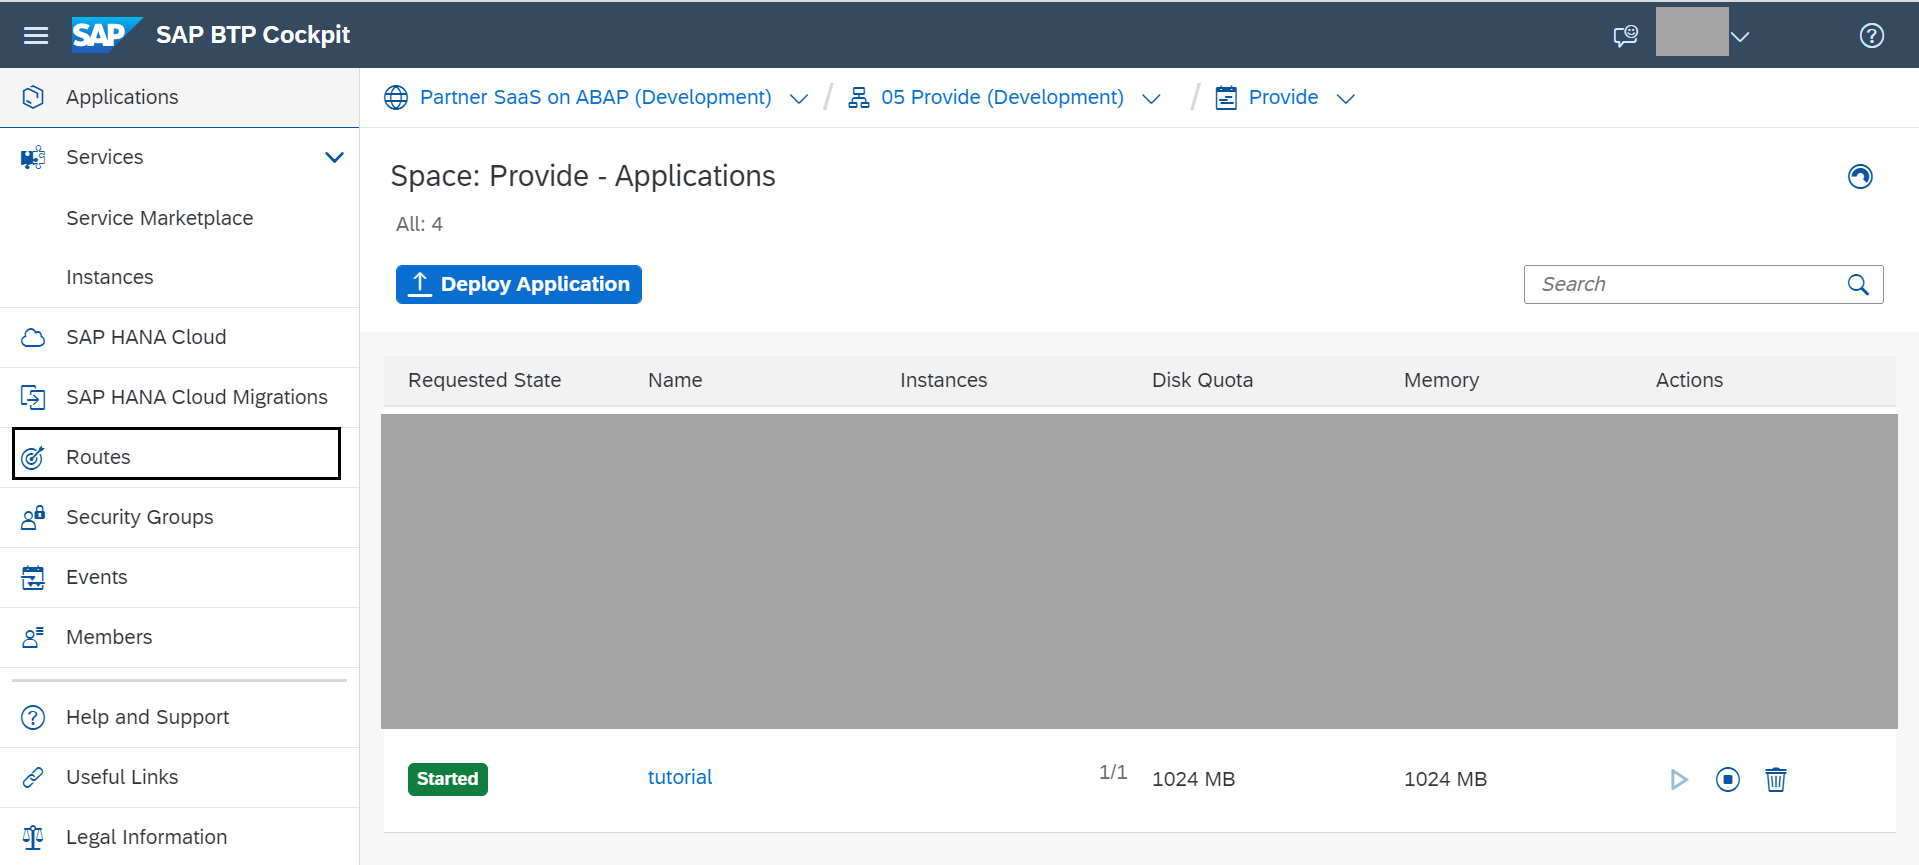 SAP SAP BTP Cockpit
Applications
Services
Service Marketplace
Instances
SAP HANA Cloud
SAP HANA Cloud Migrations
Routes
Security Groups
Events
Members
Help and Support
Useful Links
Legal Information
Partner SaaS on ABAP (Development) / 05 Provide (Development) / Provide
Space: Provide - Applications
All: 4
Deploy Application
Search
Requested State Name Instances Disk Quota Memory Actions
Started tutorial 1/1 1024 MB 1024 MB